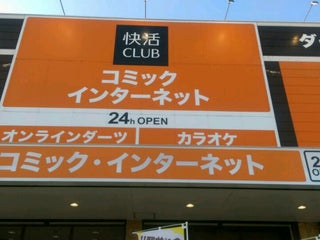 快活
CLUB
コミック
インターネット
24h OPEN
オンラインダーツ
カラオケ
コミック・インターネット
ダ
2